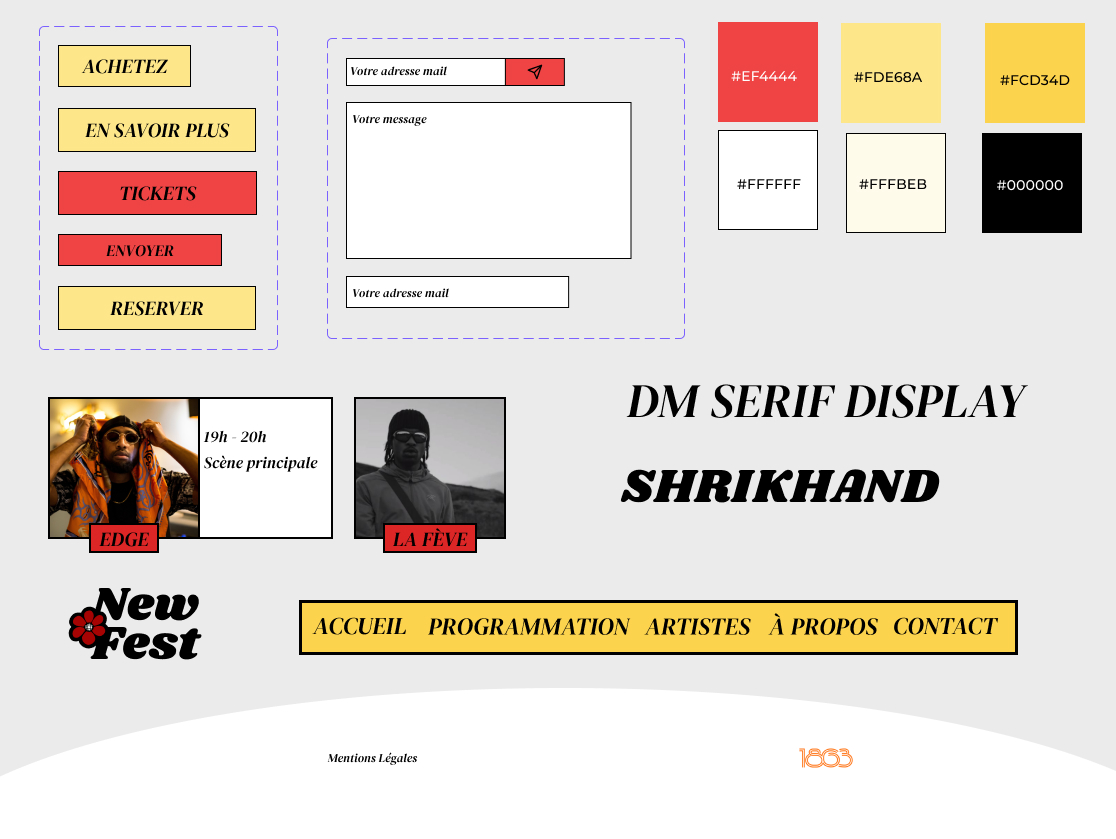 ACHETEZ
EN SAVOIR PLUS
TICKETS
ENVOYER
RESERVER
Votre adresse mail
Votre message
Votre adresse mail
#EF4444
#FDE68A
#FCD34D
#FFFFFF
#FFFBEB
#000000
19h - 20h
Scène principale
EDGE
LA FÈVE
DM SERIF DISPLAY
SHRIKHAND
New
Fest
ACCUEIL PROGRAMMATION ARTISTES À PROPOS CONTACT
Mentions Légales
1863